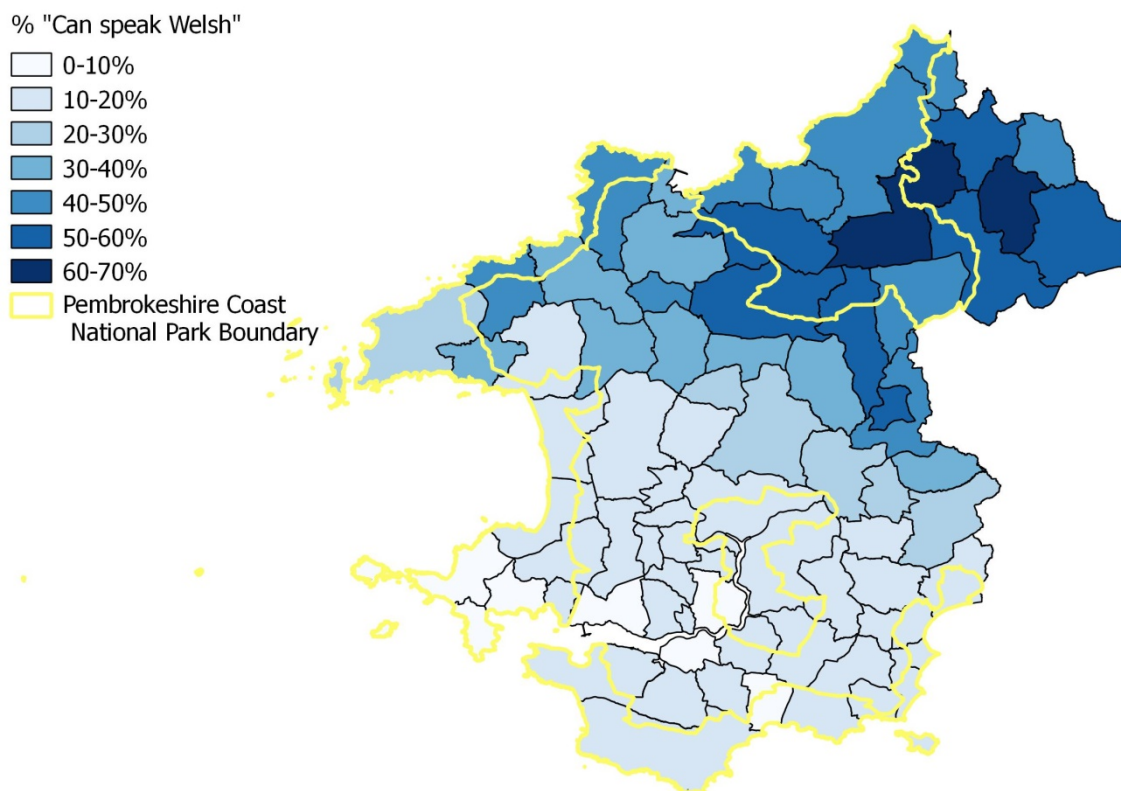 % "Can speak Welsh"
0-10%
10-20%
20-30%
30-40%
40-50%
50-60%
60-70%
Pembrokeshire Coast
National Park Boundary